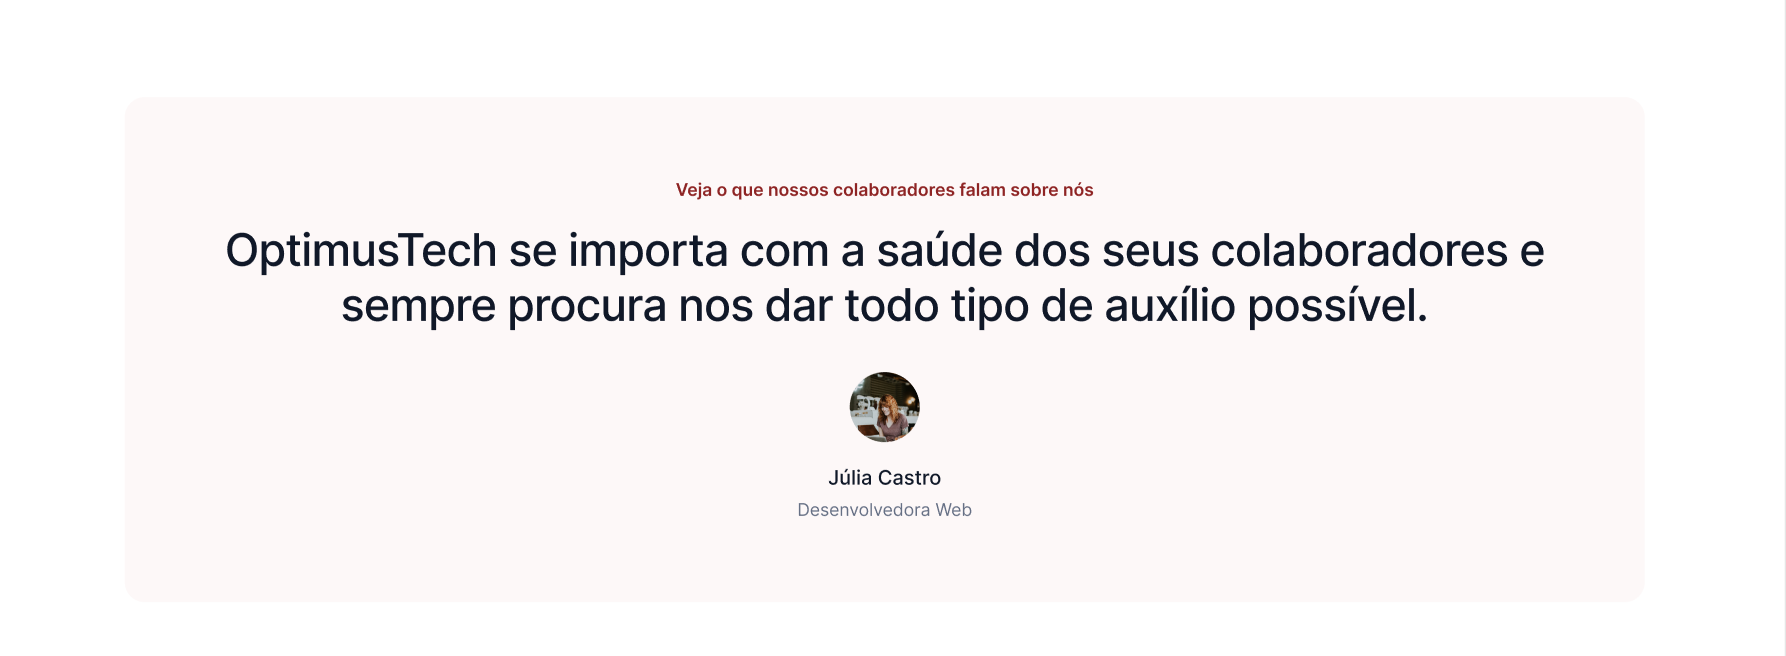 Veja o que nossos colaboradores falam sobre nós
OptimusTech se importa com a saúde dos seus colaboradores e
sempre procura nos dar todo tipo de auxílio possível.
Júlia Castro
Desenvolvedora Web